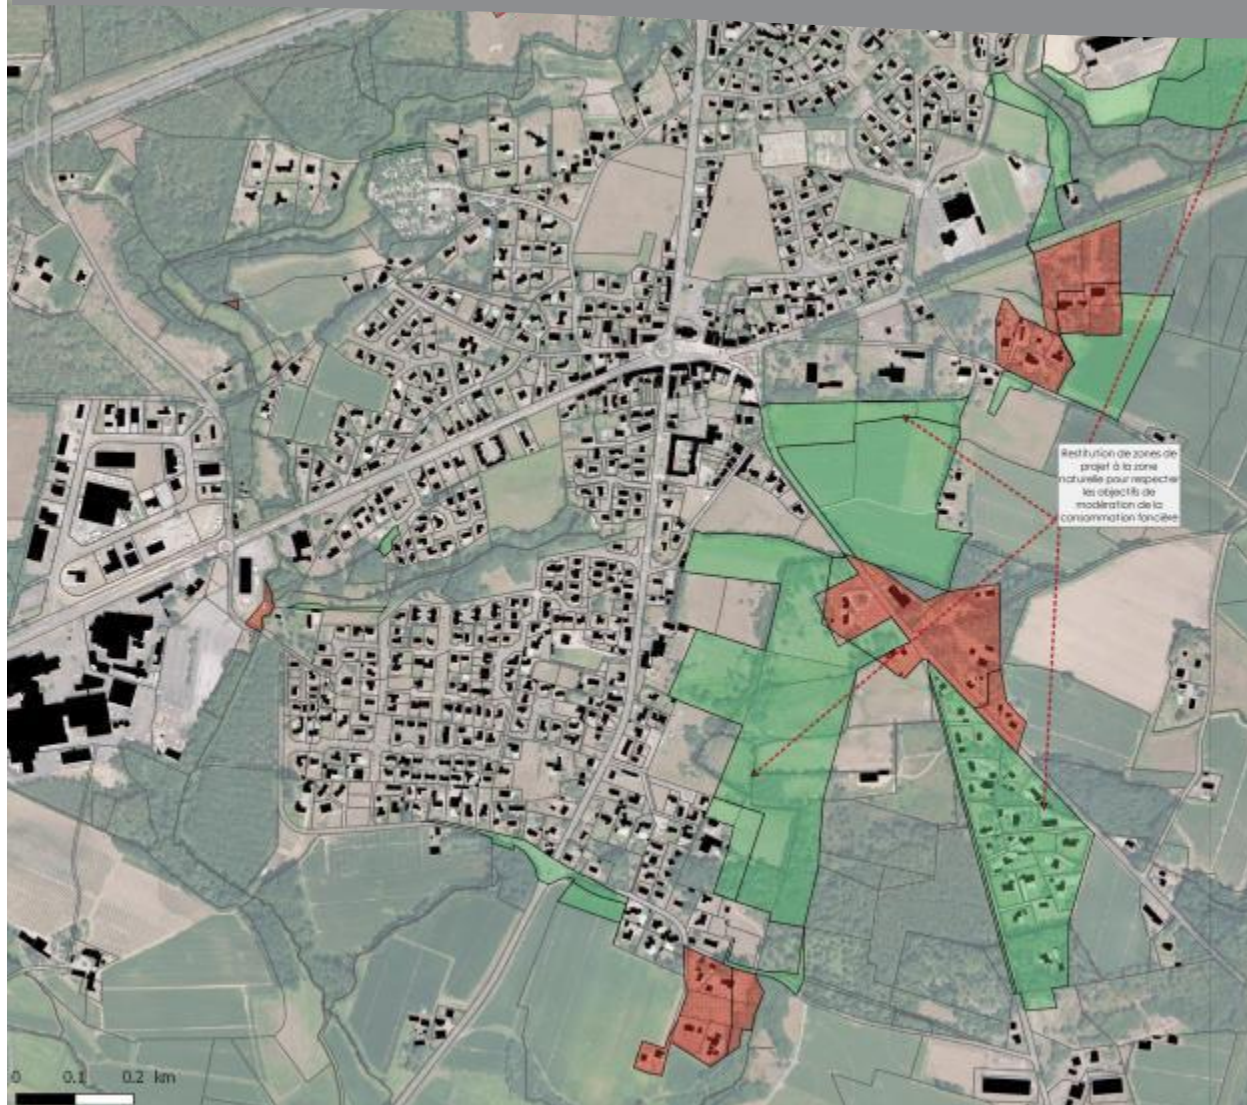 Restitution de zones de
projet à la zone
naturelle pour respecter
les objectifs de
modération de la
consommation foncière
0 0.1 0.2 km